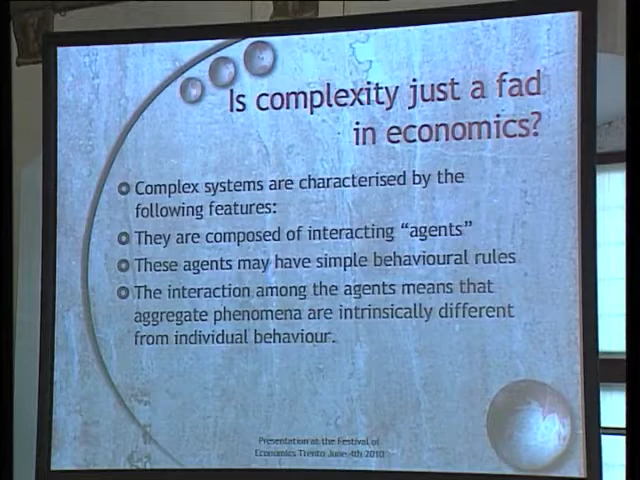 Is complexity just a fad
in economics?
Complex systems are characterised by the
following features:
They are composed of interacting “agents”
These agents may have simple behavioural rules
The interaction among the agents means that
aggregate phenomena are intrinsically different
from individual behaviour.
Presentation at the Festival of
Economics Trento June 4th 2010